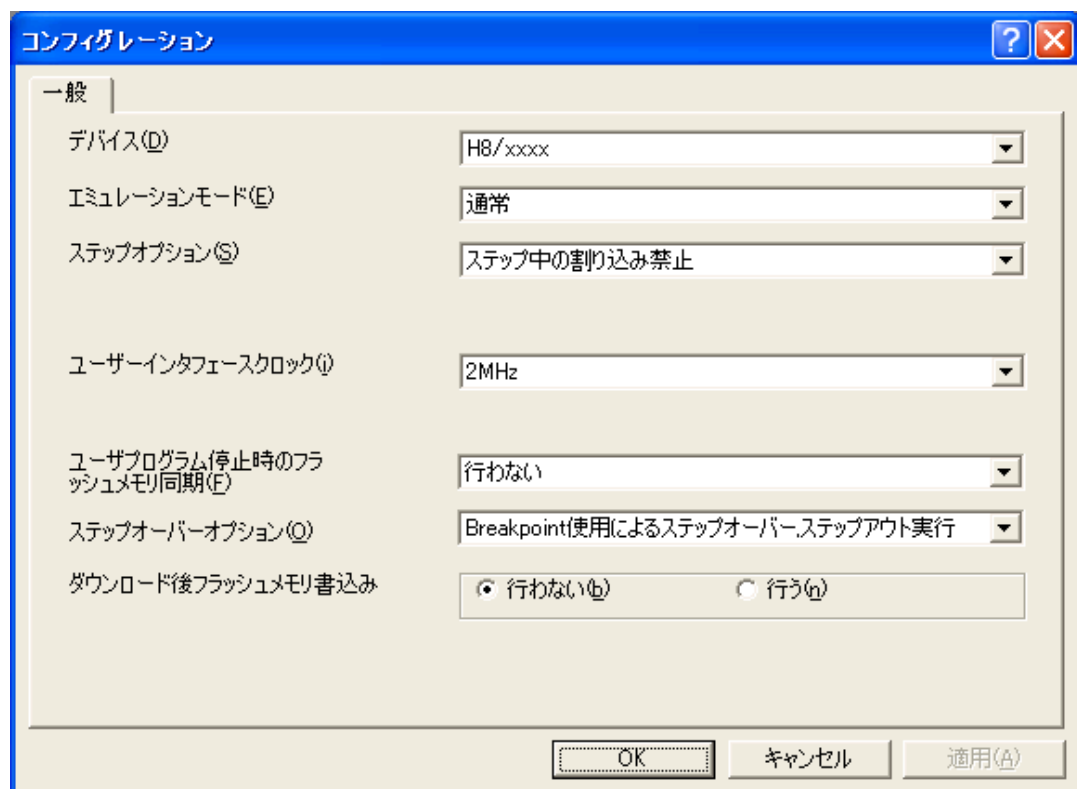 コンフィグレーション
一般
デバイス(D)
H8/xxxx
エミュレーションモード(E)
通常
ステップオプション(S)
ステップ中の割り込み禁止
ユーザーインタフェースクロック(i)
2MHz
ユーザプログラム停止時のフラ
ッシュメモリ同期(F)
行わない
ステップオーバーオプション(O)
Breakpoint使用によるステップオーバー,ステップアウト実行
ダウンロード後フラッシュメモリ書込み
行わない(b)
行う(n)
OK
キャンセル
適用(A)